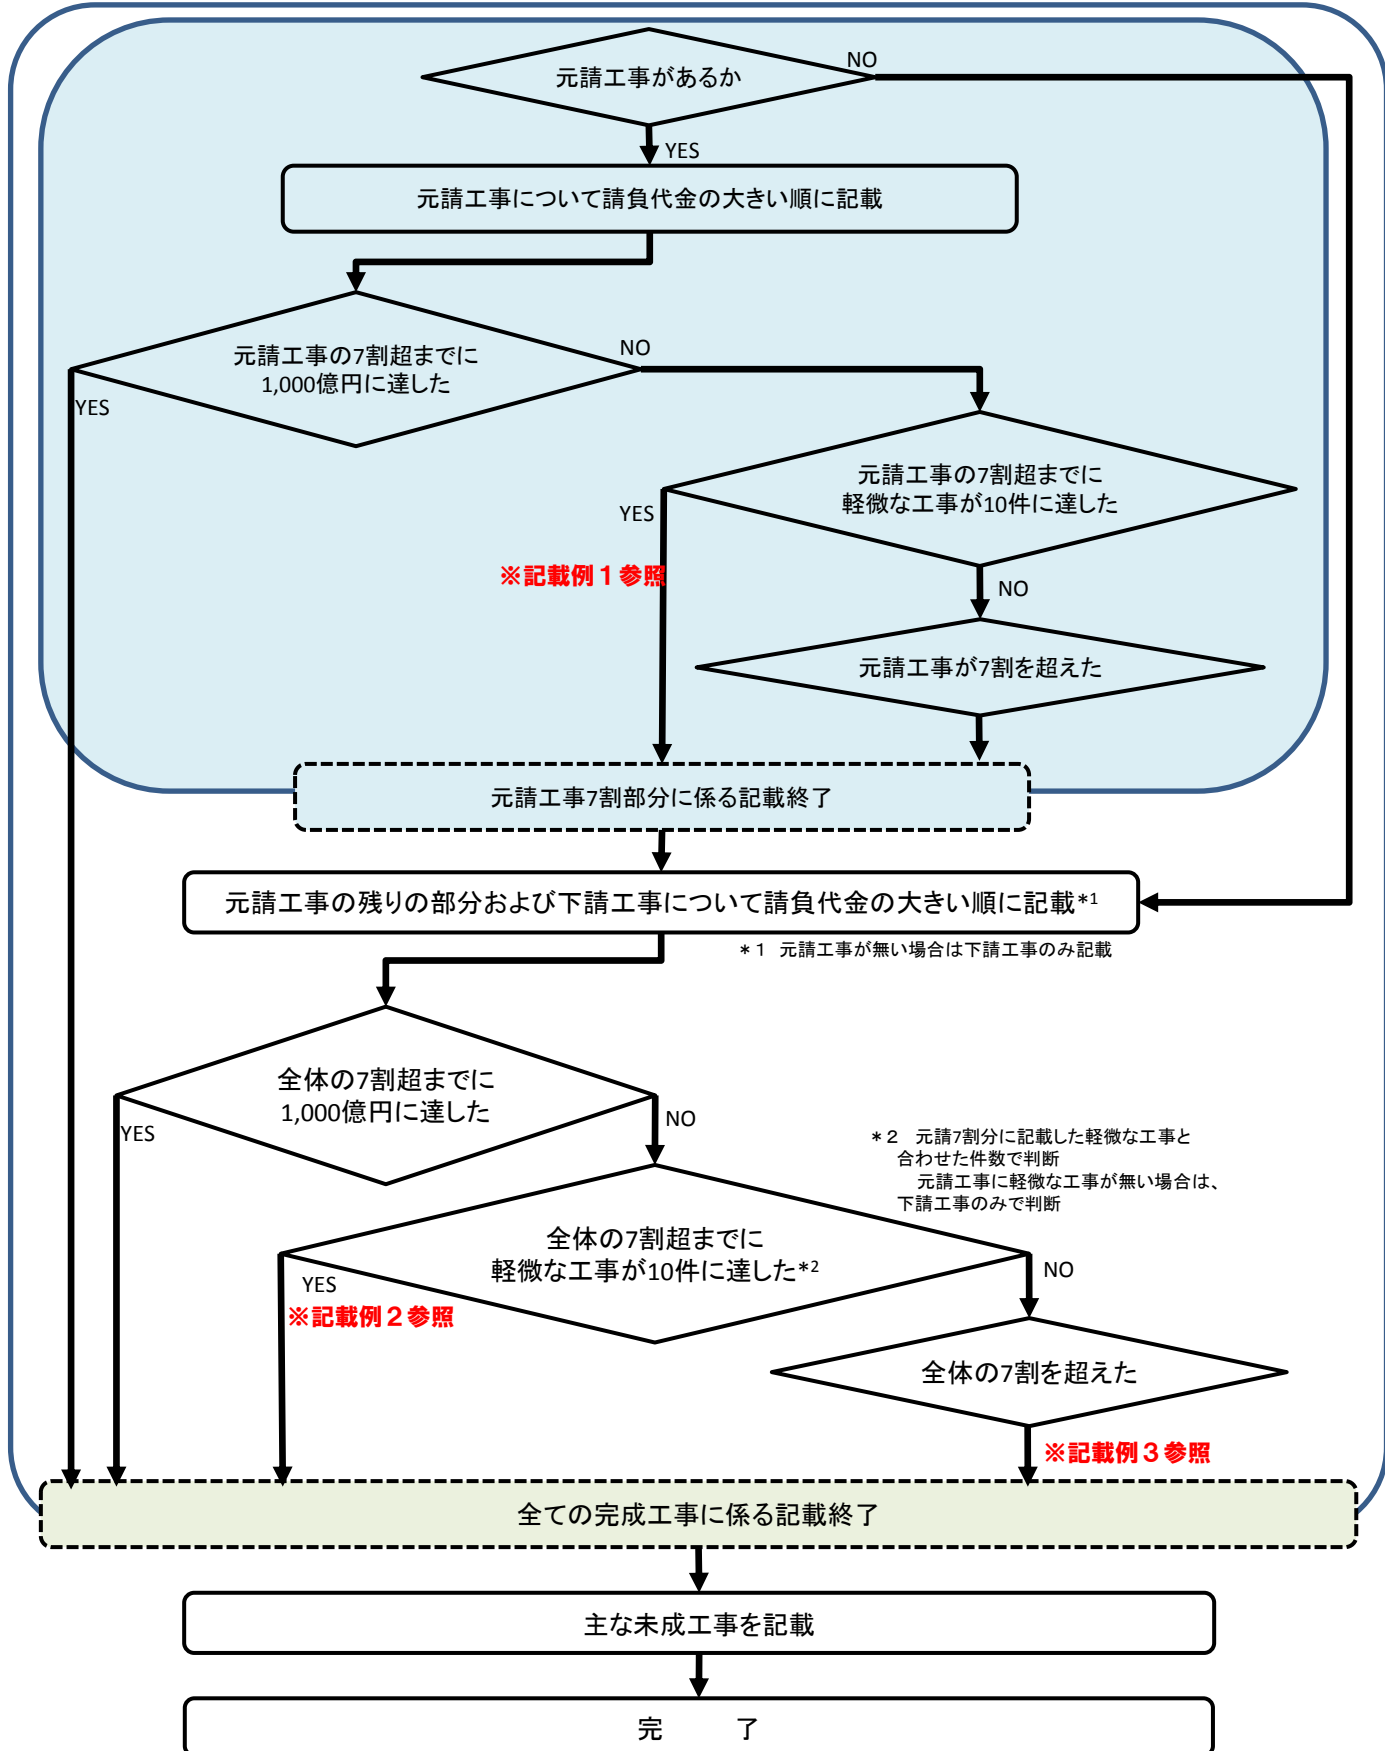 元請工事があるか
NO
YES
元請工事について請負代金の大きい順に記載
元請工事の7割超までに
1,000億円に達した
NO
YES
元請工事の7割超までに
軽微な工事が10件に達した
YES
※記載例１参照
NO
元請工事が7割を超えた
元請工事7割部分に係る記載終了
元請工事の残りの部分および下請工事について請負代金の大きい順に記載*1
＊１　元請工事が無い場合は下請工事のみ記載
全体の7割超までに
1,000億円に達した
YES
NO
＊２　元請7割分に記載した軽微な工事と
合わせた件数で判断
元請工事に軽微な工事が無い場合は、
下請工事のみで判断
全体の7割超までに
軽微な工事が10件に達した*2
YES
※記載例２参照
NO
全体の7割を超えた
※記載例３参照
全ての完成工事に係る記載終了
主な未成工事を記載
完　　　了